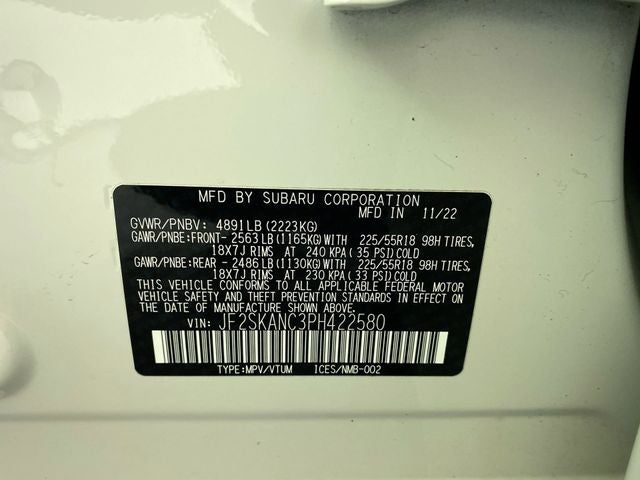 MFD BY SUBARU CORPORATION
MFD IN 11/22
GVWR/PNBV: 4891LB(2223KG)
GAWR/PNBE:FRONT- 2563LB(1165KG)WITH 225/55R18 98H TIRES,
18X7J RIMS AT 240 KPA( 35 PSI)COLD
GAWR/PNBE:REAR -2486LB(1130KG)WITH 225/55R18 98H TIRES,
18X7J RIMS AT 230 KPA( 33 PSI)COLD
THIS VEHICLE CONFORMS TO ALL APPLICABLE FEDERAL MOTOR
VEHICLE SAFETY AND THEFT PREVENTION STANDARDS IN EFFECT ON
THE DATE OF MANUFACTURE SHOWN ABOVE.
VIN: JF2SKANC3PH422580
TYPE:MPV/VTUM ICES/NMB-002